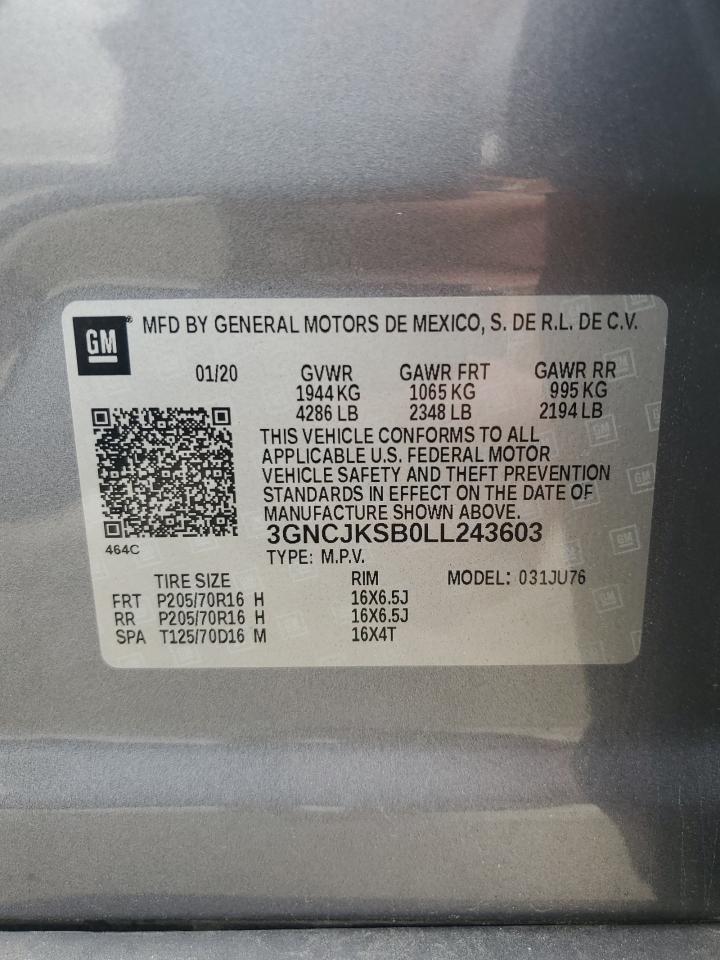 GM
MFD BY GENERAL MOTORS DE MEXICO, S. DE R.L. DE C.V.
01/20 GVWR GAWR FRT GAWR RR
1944 KG 1065 KG 995 KG
4286 LB 2348 LB 2194 LB
THIS VEHICLE CONFORMS TO ALL
APPLICABLE U.S. FEDERAL MOTOR
VEHICLE SAFETY AND THEFT PREVENTION
STANDARDS IN EFFECT ON THE DATE OF
MANUFACTURE SHOWN ABOVE.
3GNCJKSB0LL243603
464C
TYPE: M.P.V.
TIRE SIZE RIM MODEL: 031JU76
FRT P205/70R16 H 16X6.5J
RR P205/70R16 H 16X6.5J
SPA T125/70D16 M 16X4T